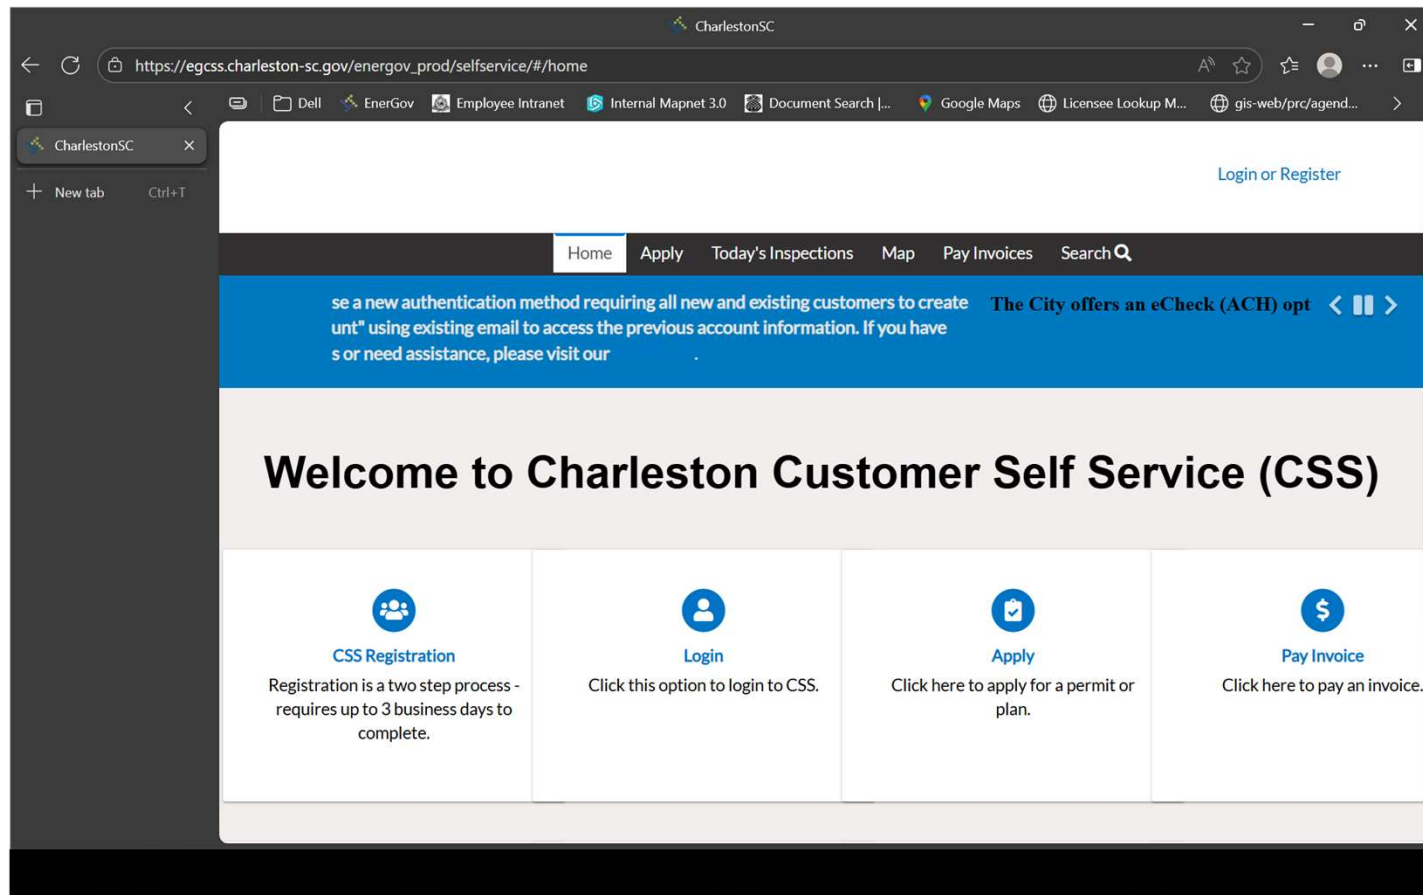 CharlestonSC
https://egcss.charleston-sc.gov/energov_prod/selfservice/#/home
Dell EnerGov Employee Intranet Internal Mapnet 3.0 Document Search |... Google Maps Licensee Lookup M... gis-web/prc/agend...
CharlestonSC
New tab Ctrl+T
Login or Register
Home Apply Today's Inspections Map Pay Invoices Search
se a new authentication method requiring all new and existing customers to create
unt" using existing email to access the previous account information. If you have
s or need assistance, please visit our .
The City offers an eCheck (ACH) opt
Welcome to Charleston Customer Self Service (CSS)
CSS Registration
Registration is a two step process -
requires up to 3 business days to
complete.
Login
Click this option to login to CSS.
Apply
Click here to apply for a permit or
plan.
Pay Invoice
Click here to pay an invoice.